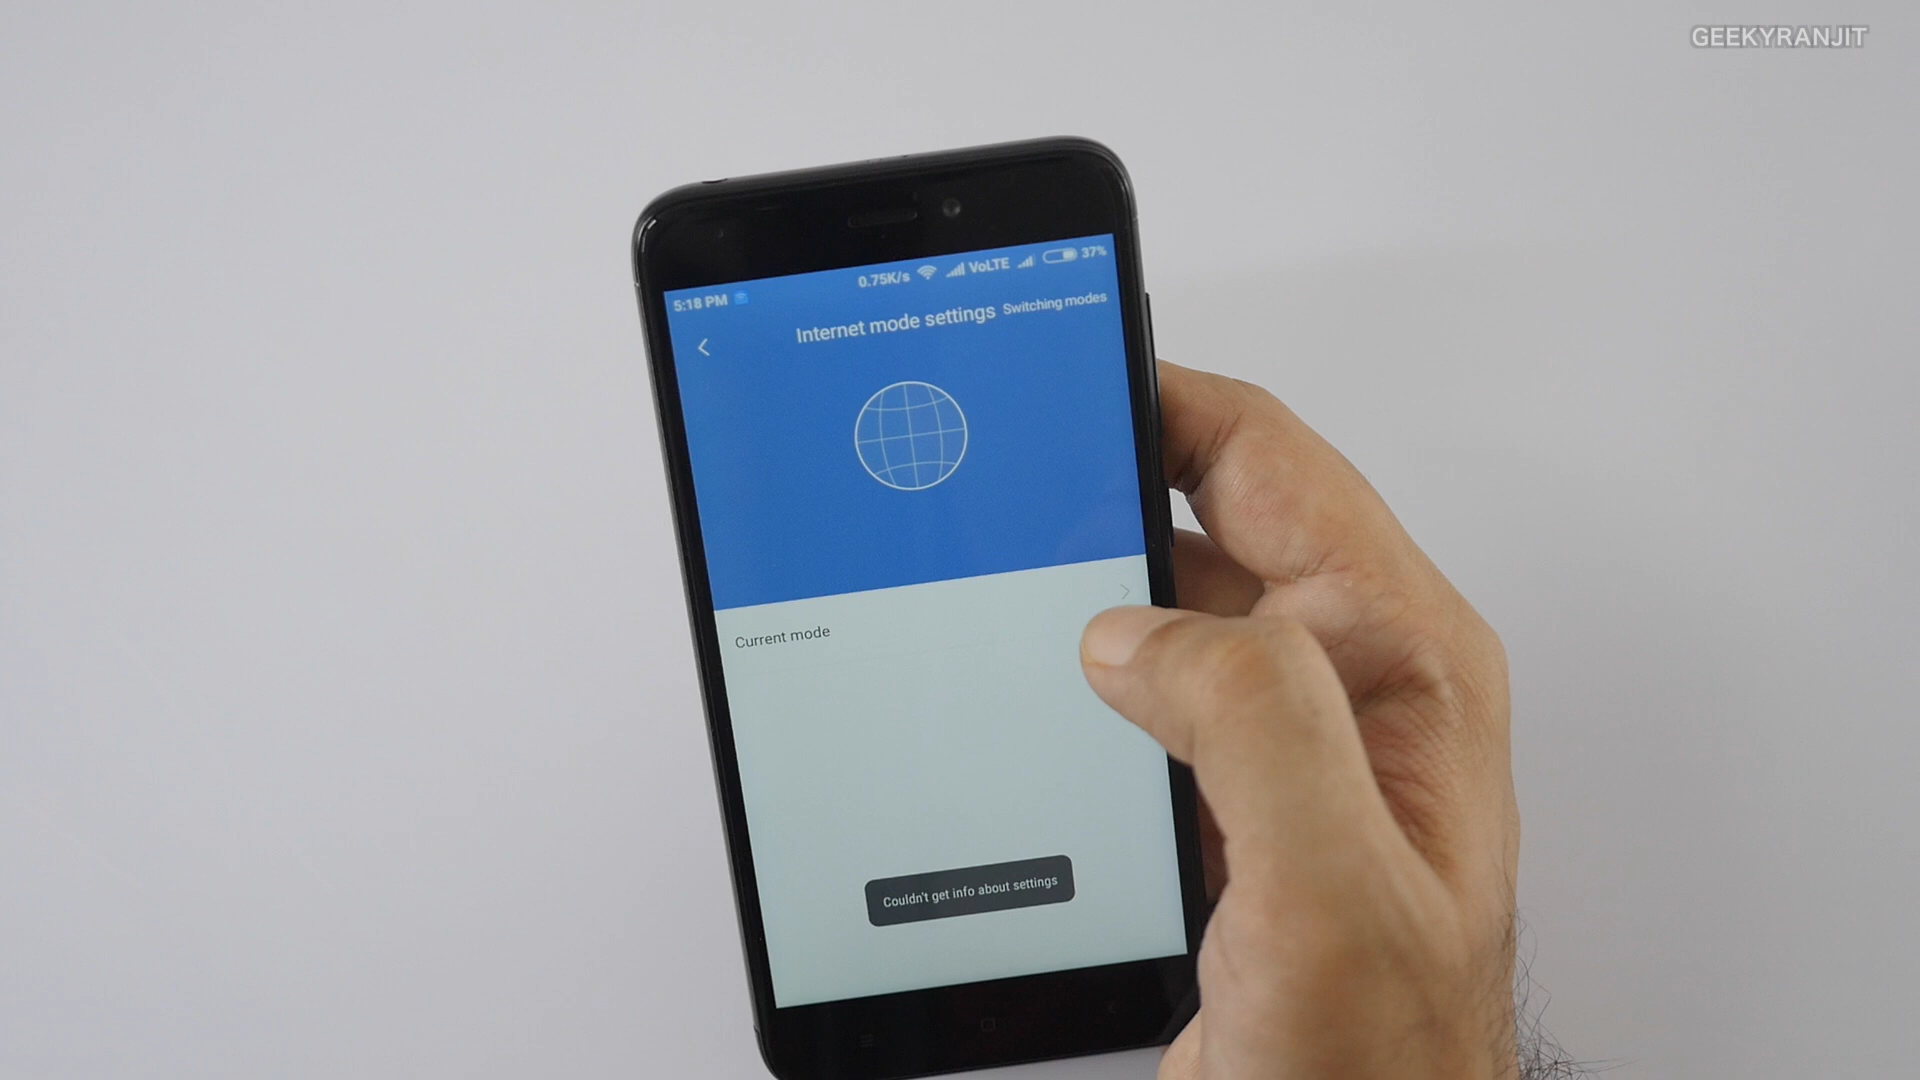 GEEKYRANJIT
5:18 PM 0.75K/s VoLTE 37%
Internet mode settings Switching modes
Current mode
Couldn't get info about settings